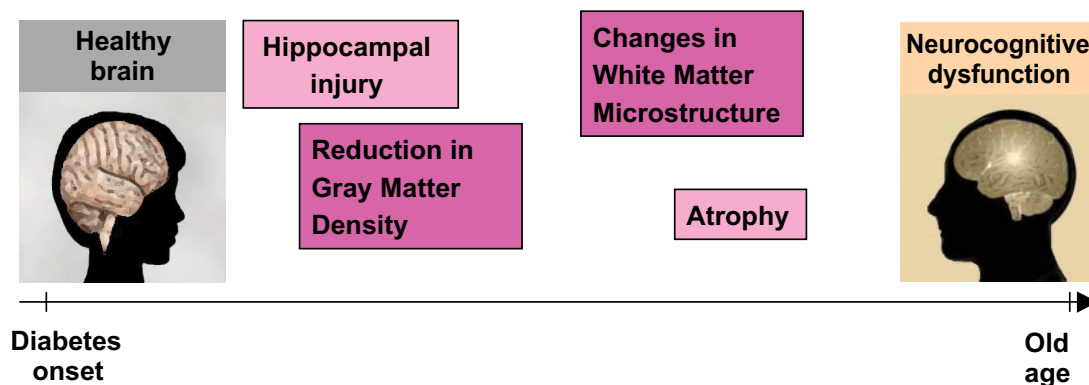 Healthy
brain
Hippocampal
injury
Reduction in
Gray Matter
Density
Changes in
White Matter
Microstructure
Atrophy
Neurocognitive
dysfunction
Diabetes
onset
Old
age